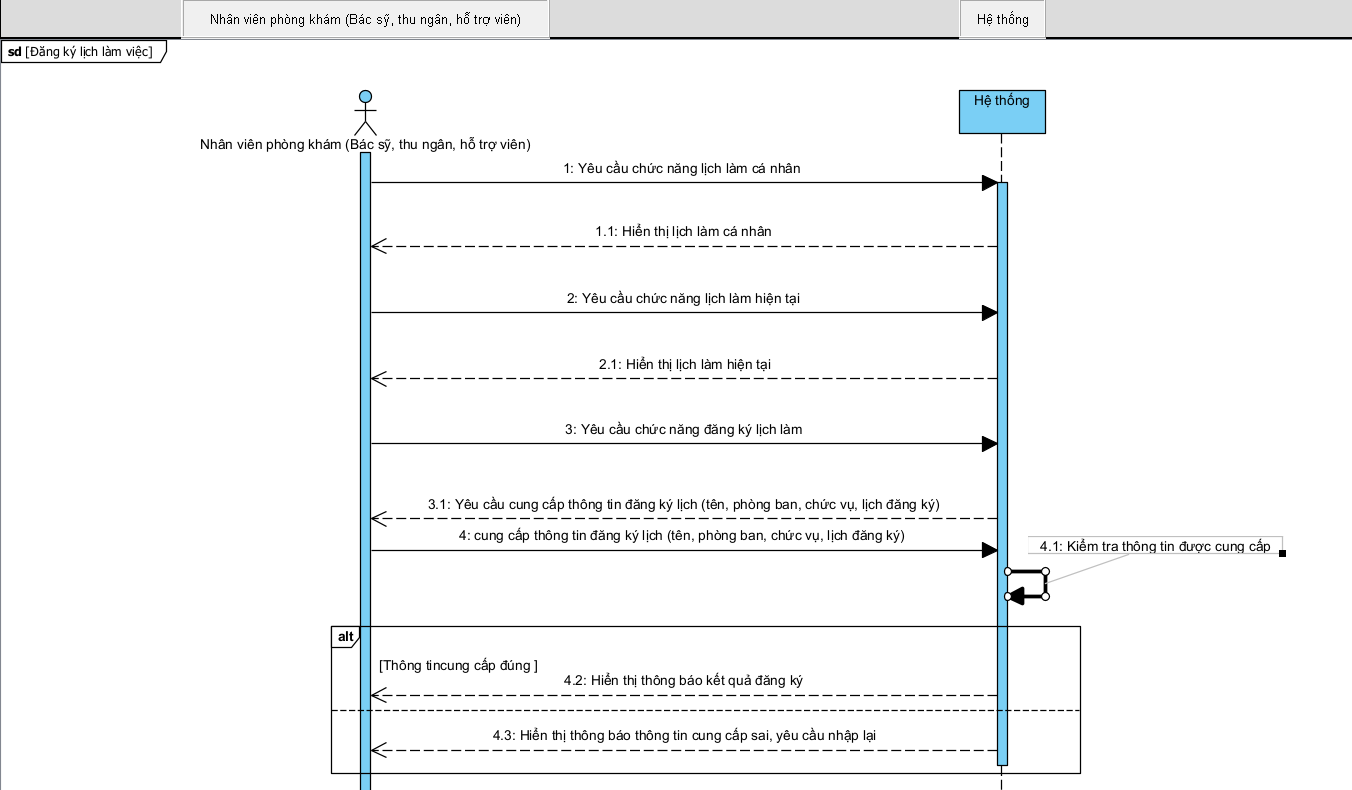 Nhân viên phòng khám (Bác sỹ, thu ngân, hỗ trợ viên)
Hệ thống
sd [Đăng ký lịch làm việc]
Hệ thống
Nhân viên phòng khám (Bác sỹ, thu ngân, hỗ trợ viên)
1: Yêu cầu chức năng lịch làm cá nhân
1.1: Hiển thị lịch làm cá nhân
2: Yêu cầu chức năng lịch làm hiện tại
2.1: Hiển thị lịch làm hiện tại
3: Yêu cầu chức năng đăng ký lịch làm
3.1: Yêu cầu cung cấp thông tin đăng ký lịch (tên, phòng ban, chức vụ, lịch đăng ký)
4: cung cấp thông tin đăng ký lịch (tên, phòng ban, chức vụ, lịch đăng ký)
4.1: Kiểm tra thông tin được cung cấp
alt
[Thông tincung cấp đúng ]
4.2: Hiển thị thông báo kết quả đăng ký
4.3: Hiển thị thông báo thông tin cung cấp sai, yêu cầu nhập lại